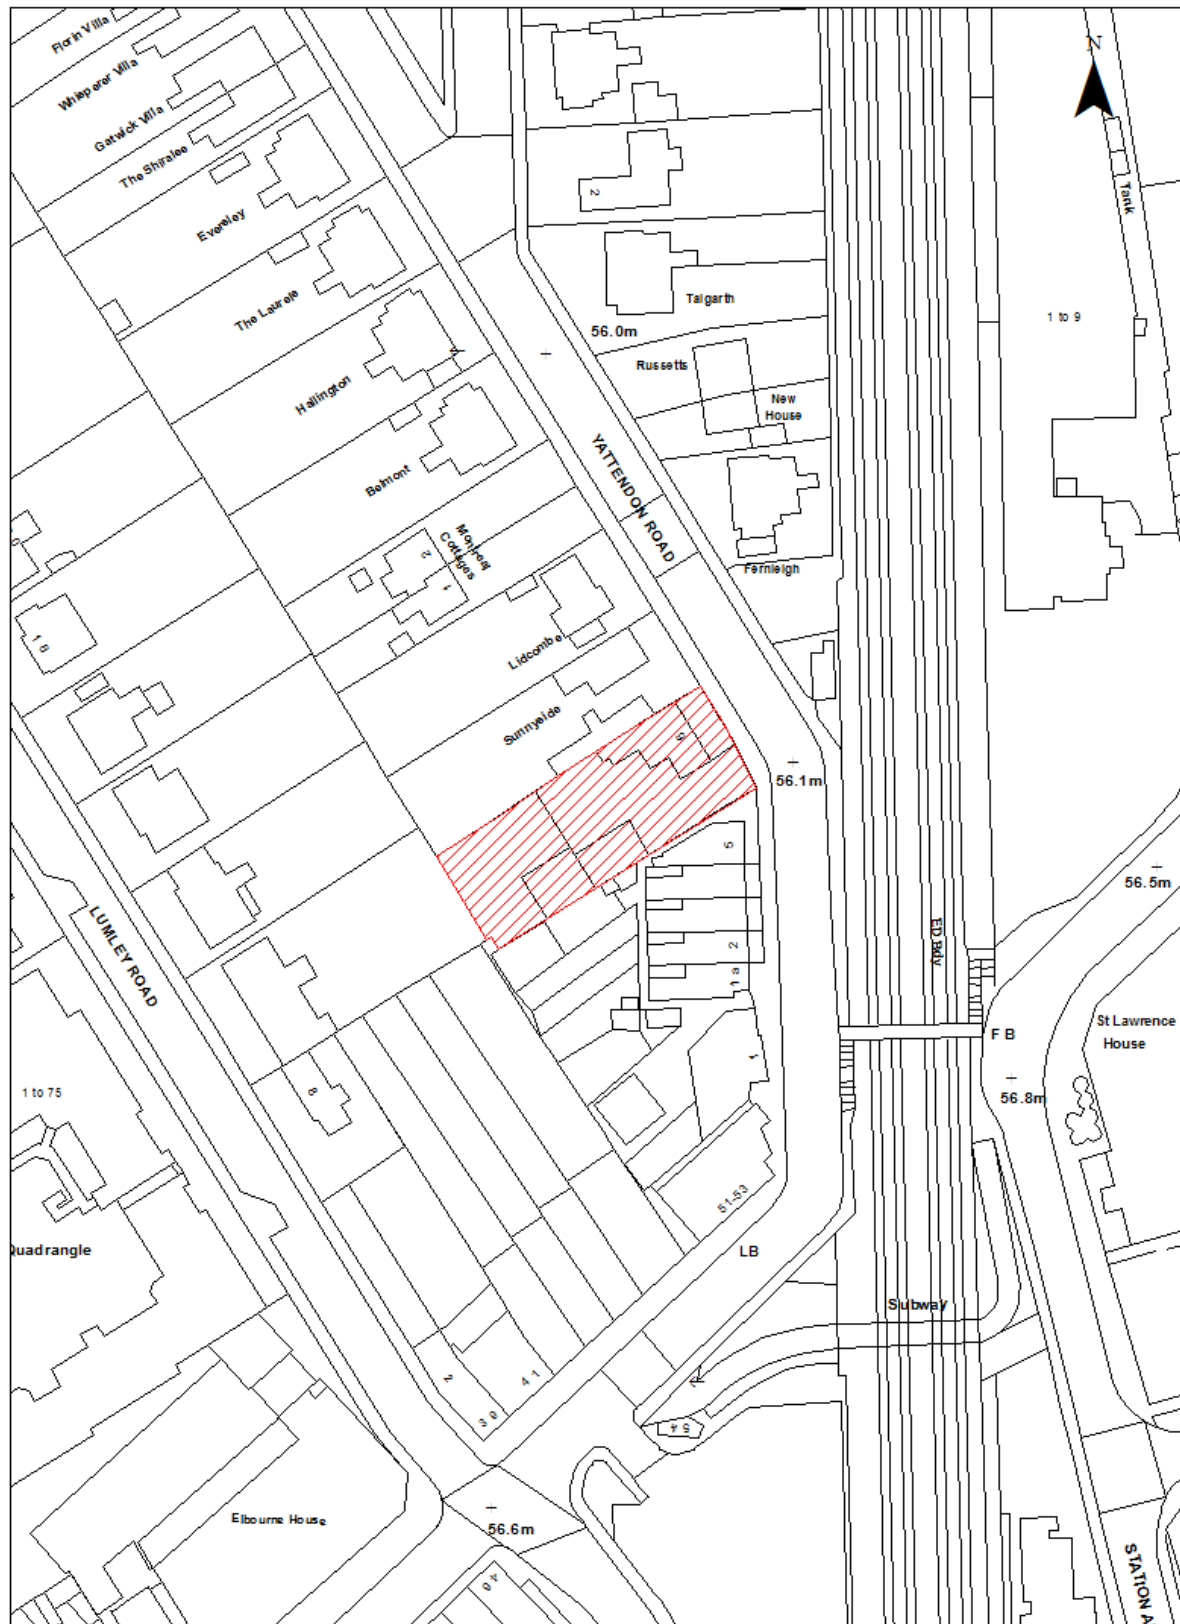 Florin Villa
Whisperer Villa
Gatwick Villa
The Shiralee
Eversley
The Laurels
Hallington
Belmont
2
Montreal
Cottages
1
Lidcombe
Sunnyside
6
N
Tank
2
Talgarth
56.0m
Russetts
New
House
1 to 9
YATTENDON ROAD
Fernleigh
18
56.1m
5
2
1a
1
56.5m
ED Bdy
LUMLEY ROAD
F B
St Lawrence
House
56.8m
1 to 75
8
51-53
LB
Quadrangle
Subway
2
41
39
54
Elbourne House
56.6m
40
STATION A